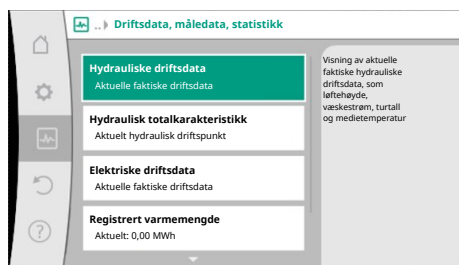 ..▸ Driftsdata, måledata, statistikk
Hydrauliske driftsdata
Aktuelle faktiske driftsdata
Hydraulisk totalkarakteristikk
Aktuelt hydraulisk driftspunkt
Elektriske driftsdata
Aktuelle faktiske driftsdata
Registrert varmemengde
Aktuelt: 0,00 MWh
Visning av aktuelle
faktiske hydrauliske
driftsdata, som
løftehøyde,
væskestrøm, turtall
og medietemperatur